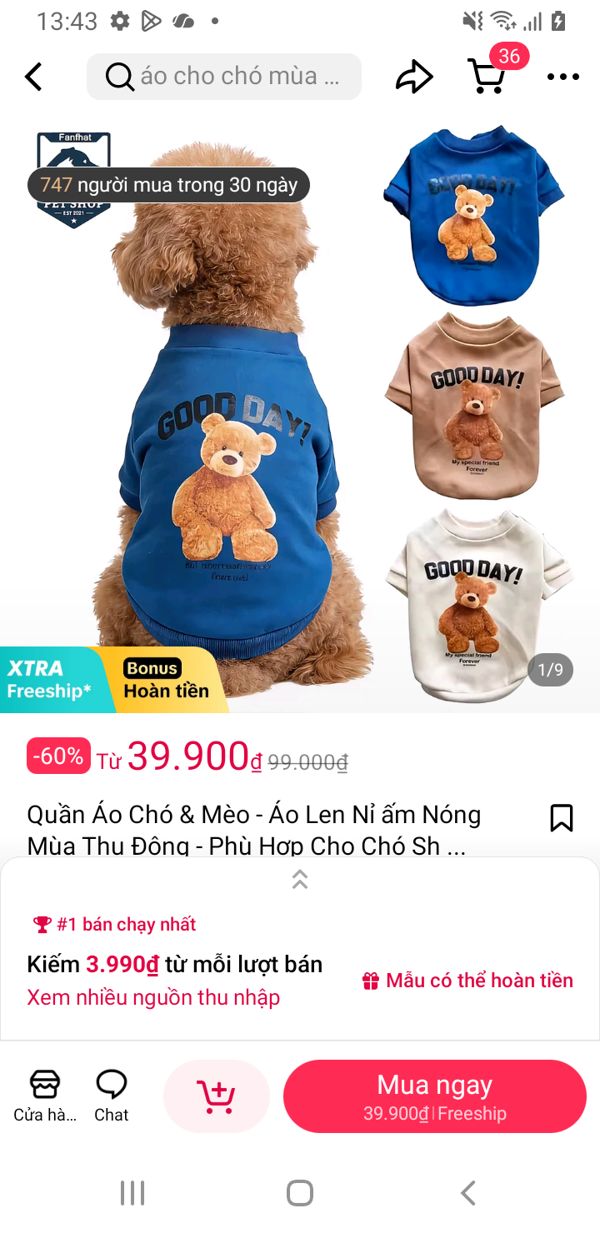 13:43
áo cho chó mùa ...
36
Fanfhat
747 người mua trong 30 ngày
PET SHOP
EST 2021
GOOD DAY!
GOOD DAY!
GOOD DAY!
My special friend
Forever
GOOD DAY!
My special friend
Forever
XTRA
Freeship*
Bonus
Hoàn tiền
1/9
-60% Từ 39.900₫ 99.000₫
Quần Áo Chó & Mèo - Áo Len Nỉ ấm Nóng
Mùa Thu Đông - Phù Hợp Cho Chó Sh ...
#1 bán chạy nhất
Kiếm 3.990₫ từ mỗi lượt bán
Xem nhiều nguồn thu nhập
Mẫu có thể hoàn tiền
Cửa hà...
Chat
Mua ngay
39.900₫ | Freeship